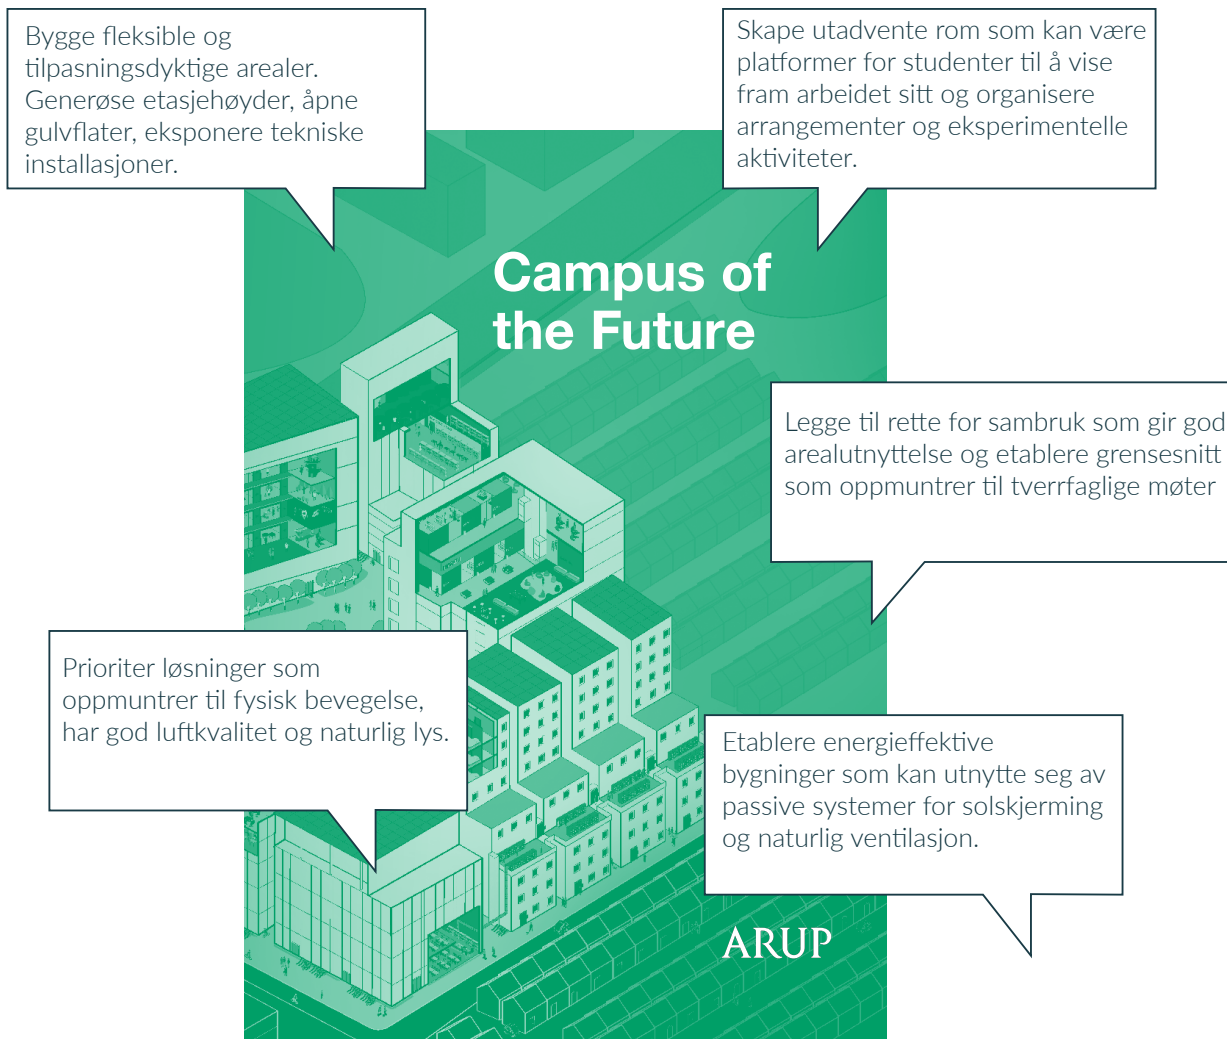 Bygge fleksible og
tilpasningsdyktige arealer.
Generøse etasjehøyder, åpne
gulvflater, eksponere tekniske
installasjoner.
Skape utadvente rom som kan være
platformer for studenter til å vise
fram arbeidet sitt og organisere
arrangementer og eksperimentelle
aktiviteter.
Campus of
the Future
Legge til rette for sambruk som gir god
arealutnyttelse og etablere grensesnitt
som oppmuntrer til tverrfaglige møter
Prioriter løsninger som
oppmuntrer til fysisk bevegelse,
har god luftkvalitet og naturlig lys.
Etablere energieffektive
bygninger som kan utnytte seg av
passive systemer for solskjerming
og naturlig ventilasjon.
ARUP